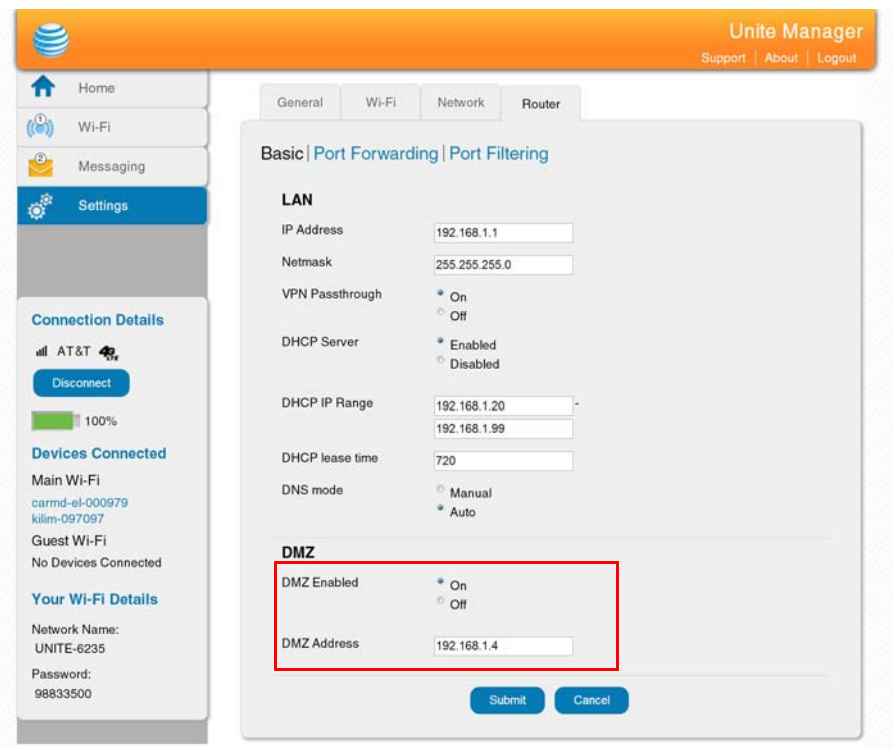 Unite Manager
Support | About | Logout
Home
1
Wi-Fi
2
Messaging
Settings
Connection Details
AT&T 4G LTE
Disconnect
100%
Devices Connected
Main Wi-Fi
carmd-el-000979
kilim-097097
Guest Wi-Fi
No Devices Connected
Your Wi-Fi Details
Network Name:
UNITE-6235
Password:
98833500
General Wi-Fi Network Router
Basic | Port Forwarding | Port Filtering
LAN
IP Address 192.168.1.1
Netmask 255.255.255.0
VPN Passthrough On
Off
DHCP Server Enabled
Disabled
DHCP IP Range 192.168.1.20 -
192.168.1.99
DHCP lease time 720
DNS mode Manual
Auto
DMZ
DMZ Enabled On
Off
DMZ Address 192.168.1.4
Submit Cancel